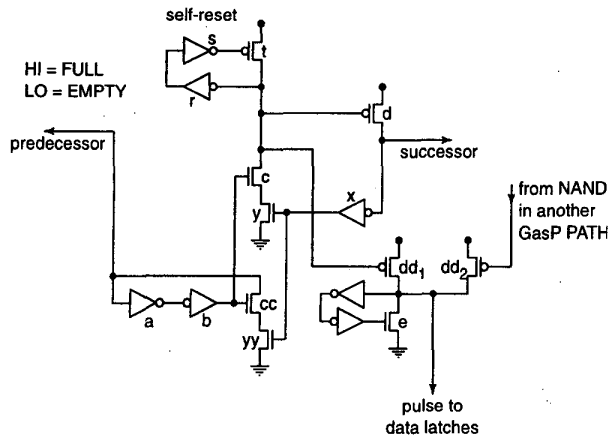 self-reset
s
t
HI = FULL
LO = EMPTY
r
d
predecessor
successor
c
x
from NAND
in another
GasP PATH
y
dd1
dd2
a
b
cc
e
yy
pulse to
data latches